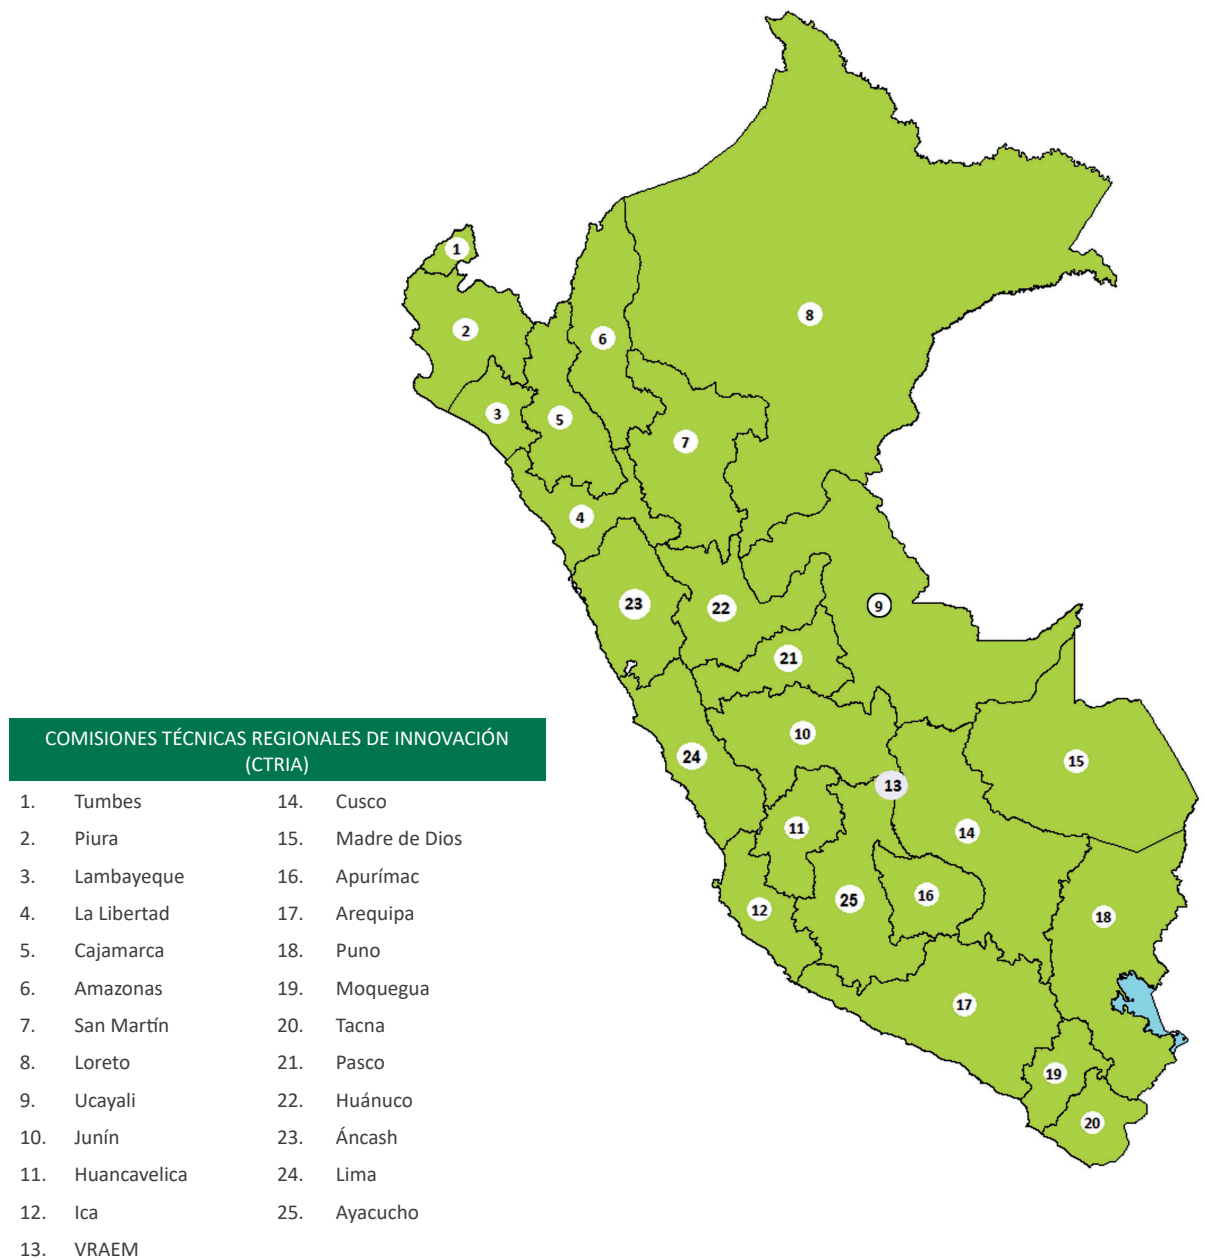 1
2
3
4
5
6
7
8
9
10
11
12
13
14
15
16
17
18
19
20
21
22
23
24
25
COMISIONES TÉCNICAS REGIONALES DE INNOVACIÓN
(CTRIA)
1. Tumbes
2. Piura
3. Lambayeque
4. La Libertad
5. Cajamarca
6. Amazonas
7. San Martín
8. Loreto
9. Ucayali
10. Junín
11. Huancavelica
12. Ica
13. VRAEM
14. Cusco
15. Madre de Dios
16. Apurímac
17. Arequipa
18. Puno
19. Moquegua
20. Tacna
21. Pasco
22. Huánuco
23. Áncash
24. Lima
25. Ayacucho